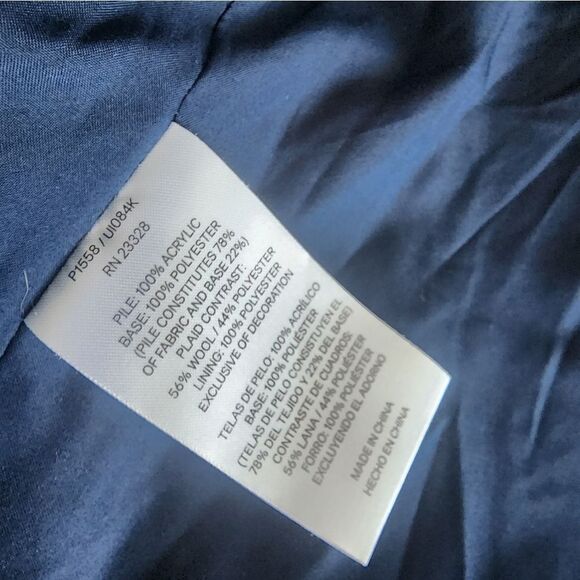 P1558 / UI084K
RN 23328
PILE: 100% ACRYLIC
BASE: 100% POLYESTER
(PILE CONSTITUTES 78%
OF FABRIC AND BASE 22%)
PLAID CONTRAST:
56% WOOL / 44% POLYESTER
LINING: 100% POLYESTER
EXCLUSIVE OF DECORATION
TELAS DE PELO: 100% ACRÍLICO
BASE: 100% POLIÉSTER
(TELAS DE PELO CONSISTUYEN EL
78% DEL TEJIDO Y 22% DEL BASE)
CONTRASTE DE CUADROS:
56% LANA / 44% POLIÉSTER
FORRO: 100% POLIÉSTER
EXCLUYENDO EL ADORNO
MADE IN CHINA
HECHO EN CHINA